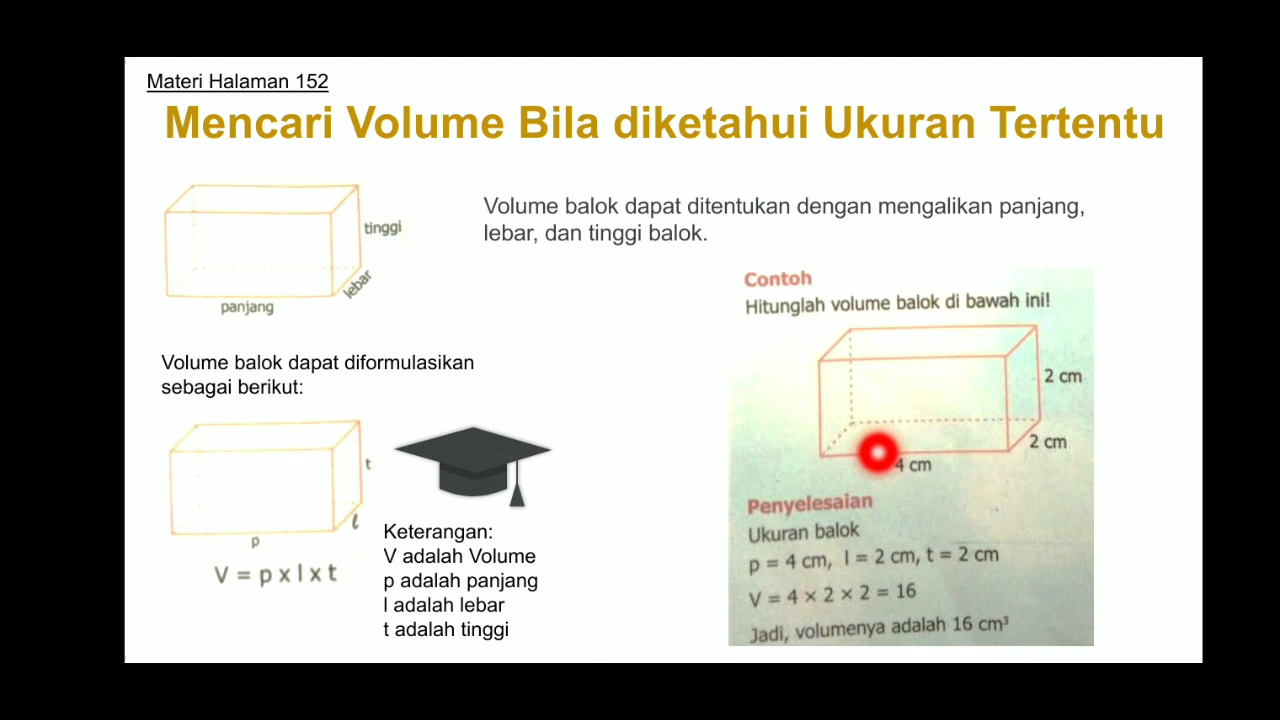 Materi Halaman 152
Mencari Volume Bila diketahui Ukuran Tertentu
tinggi
lebar
panjang
Volume balok dapat ditentukan dengan mengalikan panjang,
lebar, dan tinggi balok.
Volume balok dapat diformulasikan
sebagai berikut:
t
l
p
V = p x l x t
Keterangan:
V adalah Volume
p adalah panjang
l adalah lebar
t adalah tinggi
Contoh
Hitunglah volume balok di bawah ini!
2 cm
2 cm
4 cm
Penyelesaian
Ukuran balok
p = 4 cm, l = 2 cm, t = 2 cm
V = 4 × 2 × 2 = 16
Jadi, volumenya adalah 16 cm³